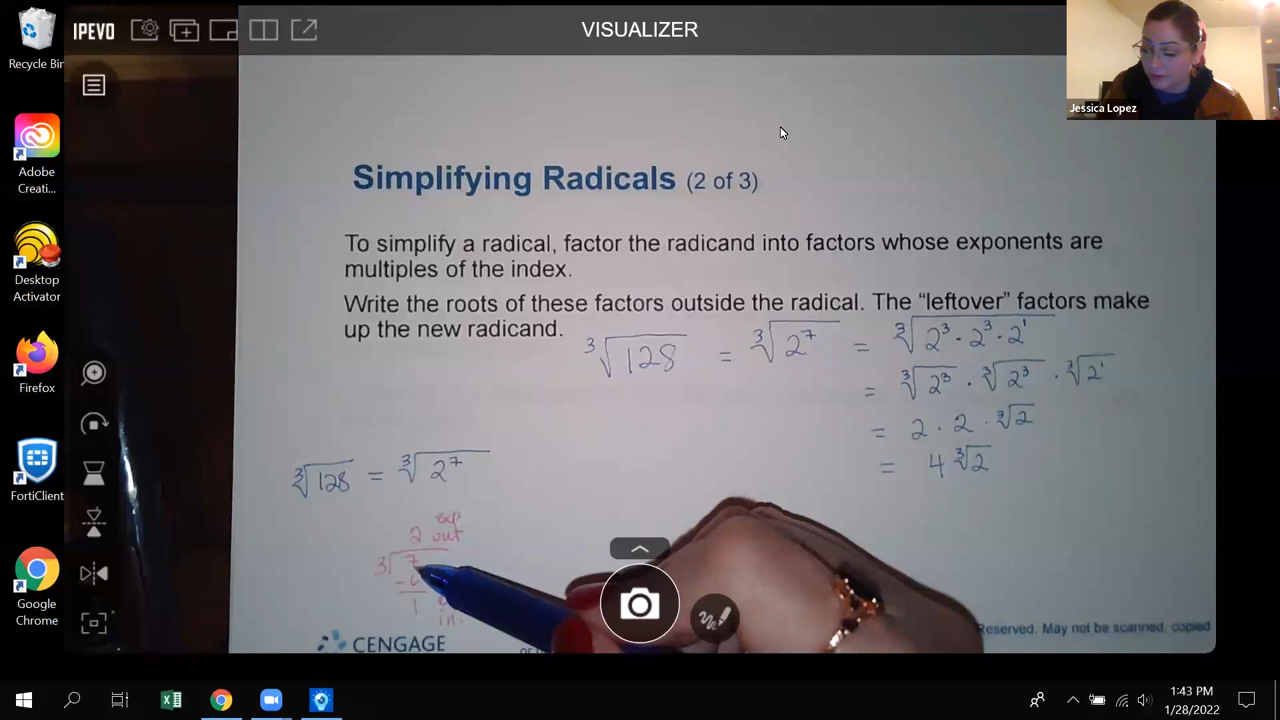 IPEVO
VISUALIZER
Recycle Bin
Jessica Lopez
Adobe
Creati...
Desktop
Activator
Firefox
FortiClient
Google
Chrome
Simplifying Radicals (2 of 3)
To simplify a radical, factor the radicand into factors whose exponents are
multiples of the index.
Write the roots of these factors outside the radical. The “leftover” factors make
up the new radicand.
∛128 = ∛2⁷ = ∛2³ · 2³ · 2¹
= ∛2³ · ∛2³ · ∛2¹
= 2 · 2 · ∛2
= 4 ∛2
∛128 = ∛2⁷
exp
2 out
3 7
1
in.
CENGAGE
Reserved. May not be scanned, copied
1:43 PM
1/28/2022